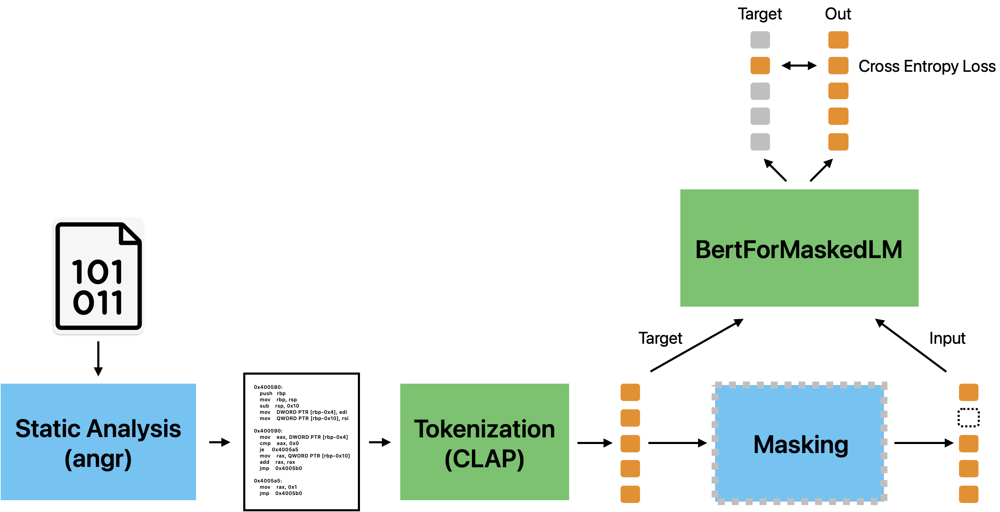 Target
Out
Cross Entropy Loss
BertForMaskedLM
101
011
Target
Input
Static Analysis
(angr)
0x400580:
push rbp
mov rbp, rsp
sub rsp, 0x10
mov DWORD PTR [rbp-0x4], edi
mov QWORD PTR [rbp-0x10], rsi
0x400590:
mov eax, DWORD PTR [rbp-0x4]
cmp eax, 0x0
je 0x4005a5
mov rax, QWORD PTR [rbp-0x10]
add rax, rax
jmp 0x4005b0
0x4005a5:
mov rax, 0x1
jmp 0x4005b0
Tokenization
(CLAP)
Masking